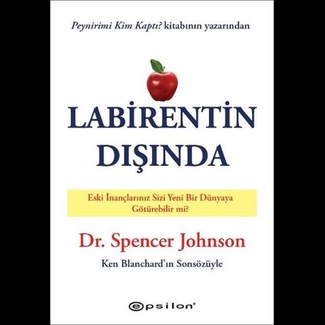 Peynirimi Kim Kaptı? kitabının yazarından
LABİRENTİN
DIŞINDA
Eski İnançlarınız Sizi Yeni Bir Dünyaya
Götürebilir mi?
Dr. Spencer Johnson
Ken Blanchard'ın Sonsözüyle
epsilon